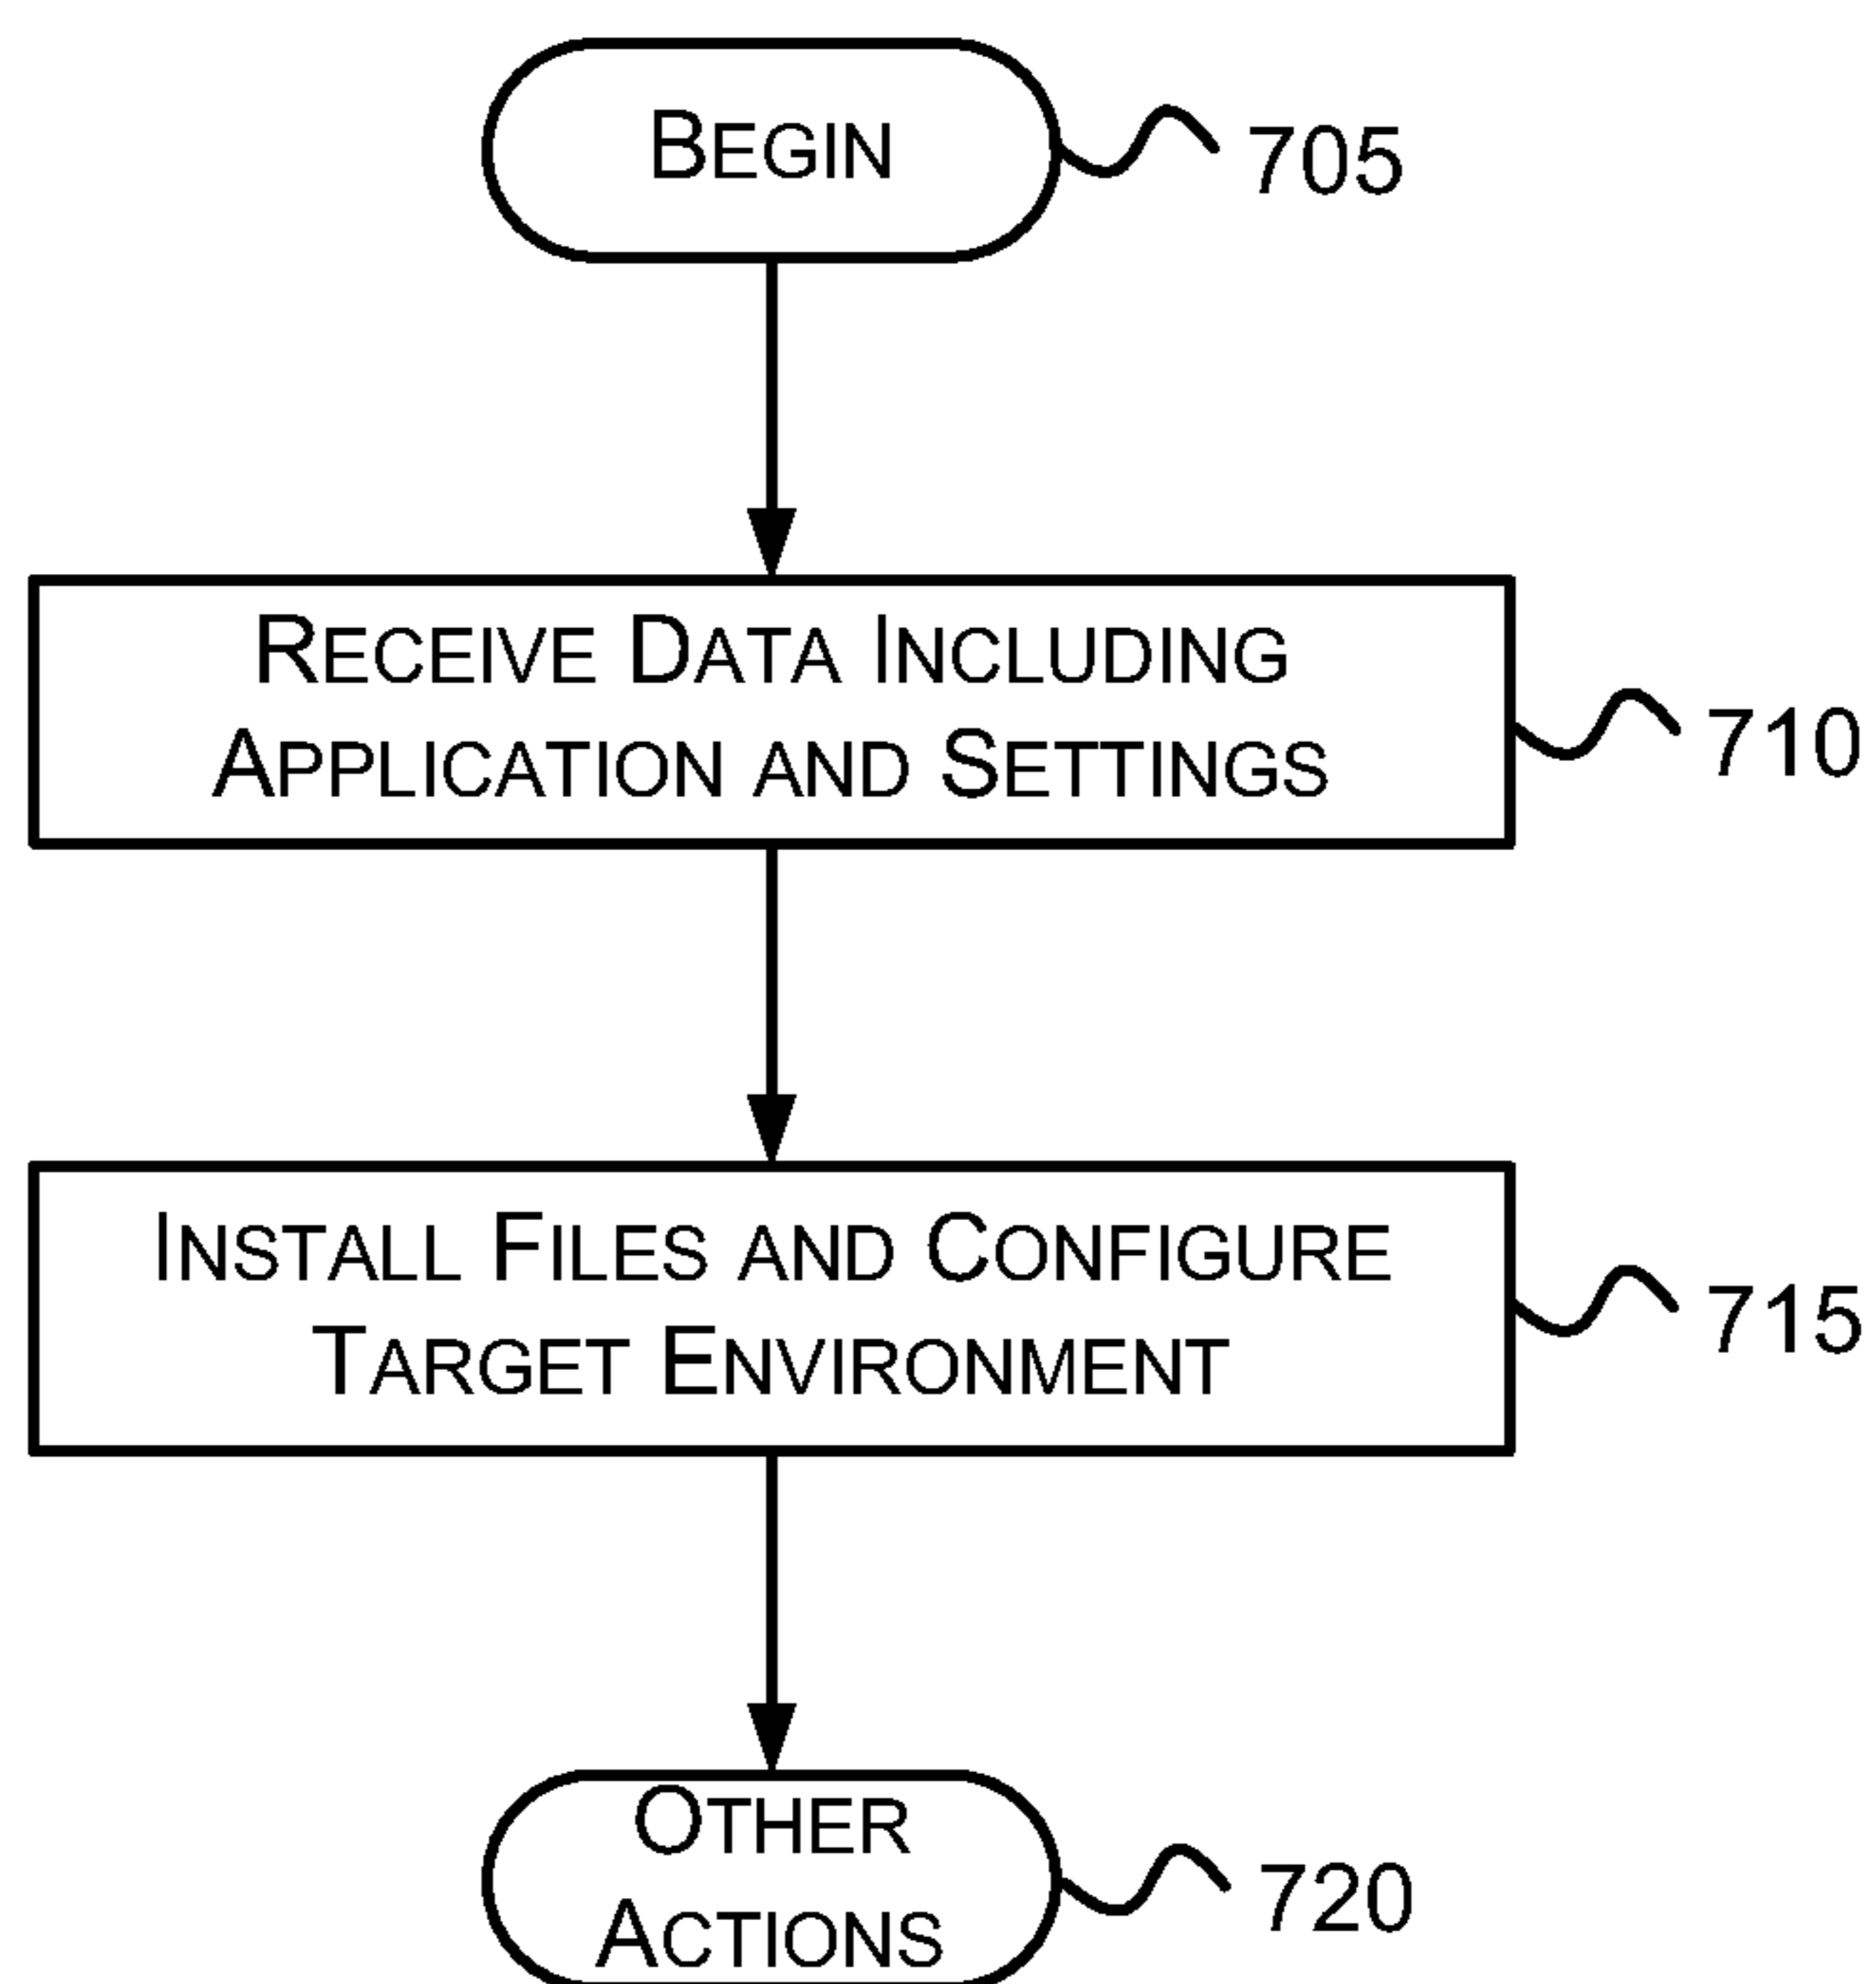 BEGIN
705
RECEIVE DATA INCLUDING
APPLICATION AND SETTINGS
710
INSTALL FILES AND CONFIGURE
TARGET ENVIRONMENT
715
OTHER
ACTIONS
720